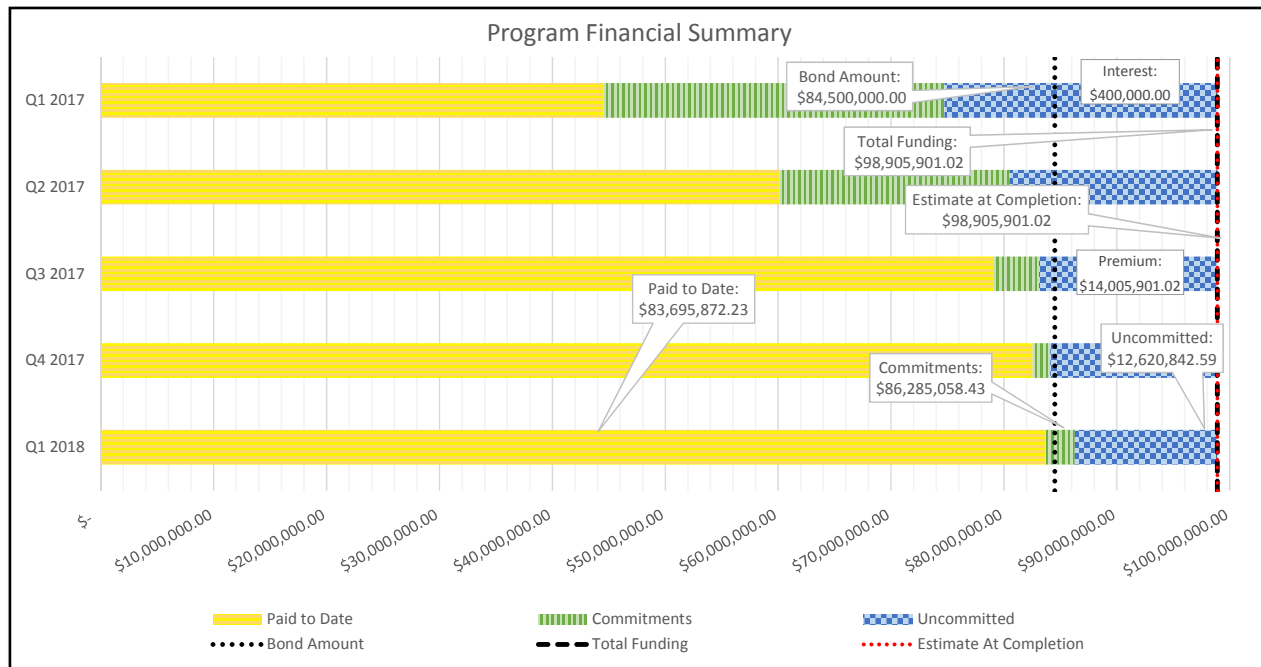 Program Financial Summary
Q1 2017
Bond Amount:
$84,500,000.00
Interest:
$400,000.00
Total Funding:
$98,905,901.02
Q2 2017
Estimate at Completion:
$98,905,901.02
Q3 2017
Premium:
$14,005,901.02
Paid to Date:
$83,695,872.23
Q4 2017
Uncommitted:
$12,620,842.59
Commitments:
$86,285,058.43
Q1 2018
$-
$10,000,000.00
$20,000,000.00
$30,000,000.00
$40,000,000.00
$50,000,000.00
$60,000,000.00
$70,000,000.00
$80,000,000.00
$90,000,000.00
$100,000,000.00
Paid to Date
Commitments
Uncommitted
Bond Amount
Total Funding
Estimate At Completion